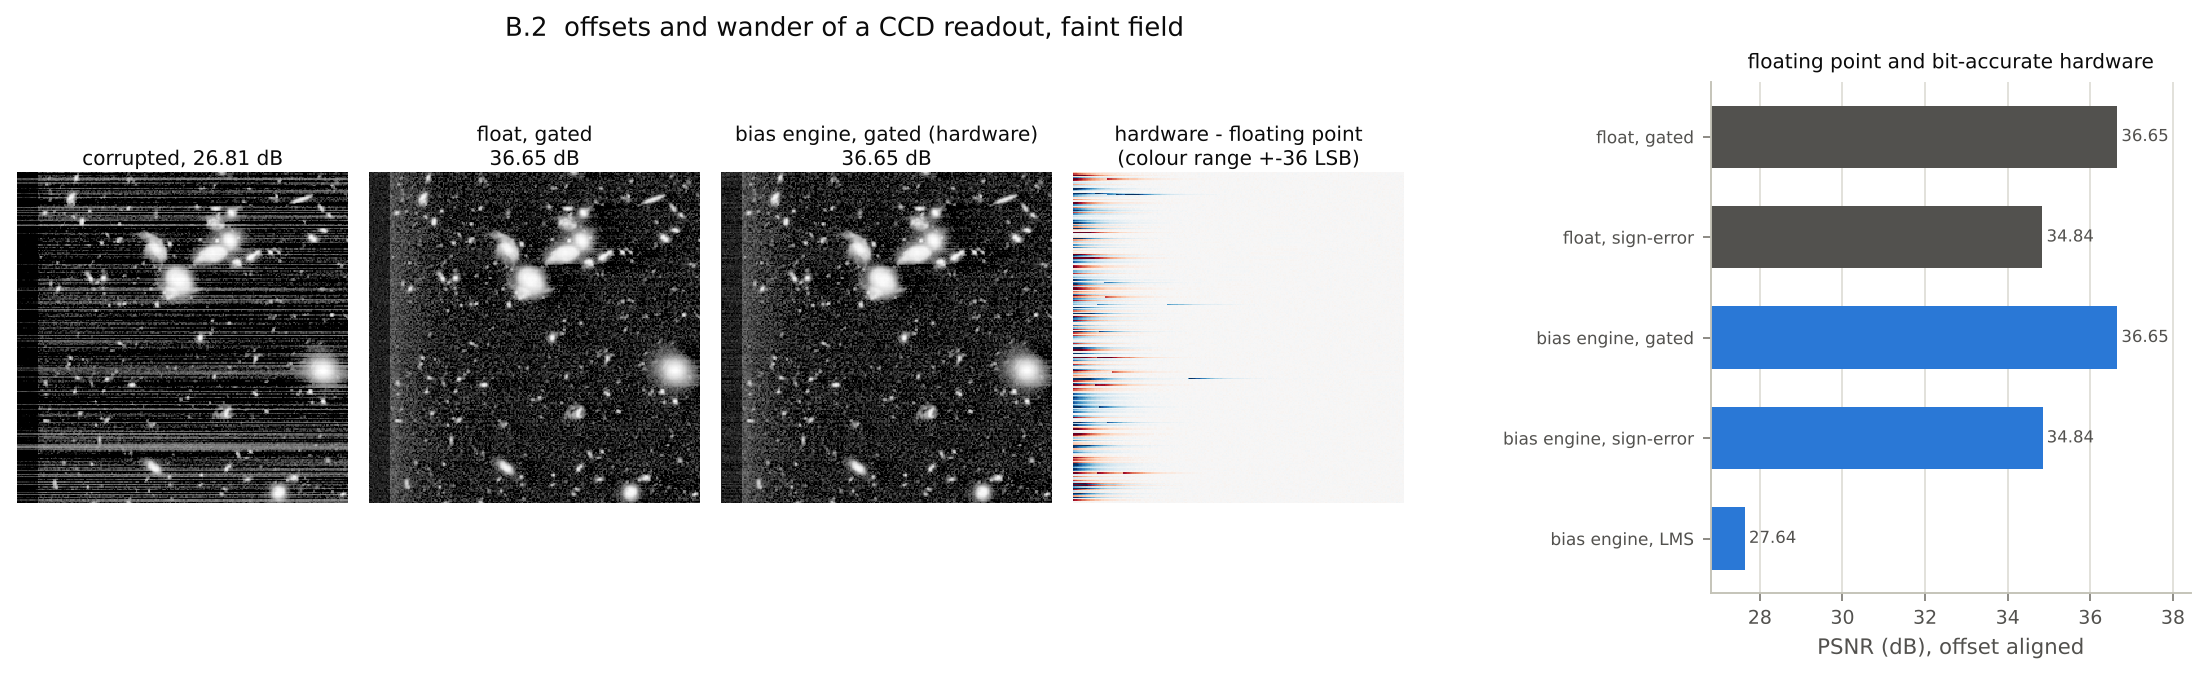 B.2  offsets and wander of a CCD readout, faint field
corrupted, 26.81 dB
float, gated
36.65 dB
bias engine, gated (hardware)
36.65 dB
hardware - floating point
(colour range +-36 LSB)
floating point and bit-accurate hardware
float, gated
36.65
float, sign-error
34.84
bias engine, gated
36.65
bias engine, sign-error
34.84
bias engine, LMS
27.64
28 30 32 34 36 38
PSNR (dB), offset aligned